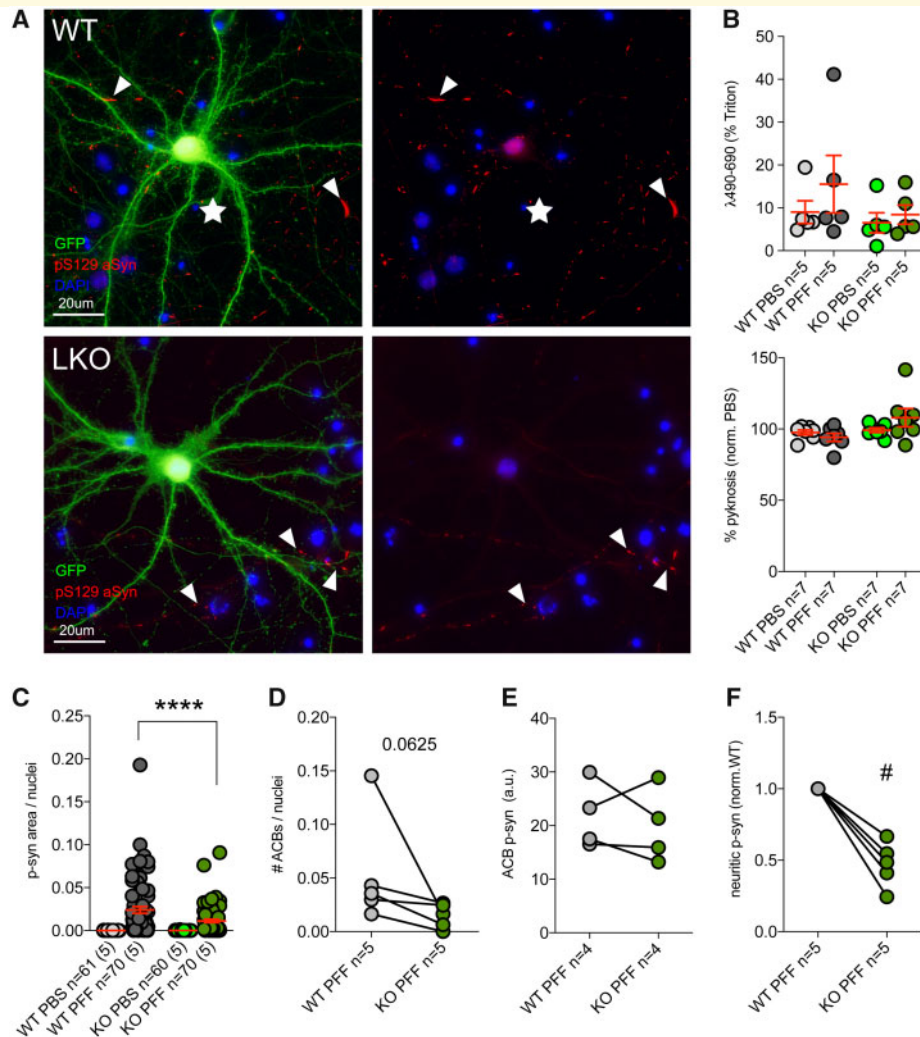 A
WT
GFP
pS129 aSyn
DAPI
20um
LKO
GFP
pS129 aSyn
DAPI
20um
B
λ490-690 (% Triton)
50
40
30
20
10
0
WT PBS n=5
WT PFF n=5
KO PBS n=5
KO PFF n=5
% pyknosis (norm. PBS)
150
100
50
0
WT PBS n=7
WT PFF n=7
KO PBS n=7
KO PFF n=7
C
p-syn area / nuclei
0.25
0.20
0.15
0.10
0.05
0.00
****
WT PBS n=61 (5)
WT PFF n=70 (5)
KO PBS n=60 (5)
KO PFF n=70 (5)
D
# ACBs / nuclei
0.20
0.15
0.10
0.05
0.00
0.0625
WT PFF n=5
KO PFF n=5
E
ACB p-syn (a.u.)
40
30
20
10
0
WT PFF n=4
KO PFF n=4
F
neuritic p-syn (norm.WT)
1.5
1.0
0.5
0.0
#
WT PFF n=5
KO PFF n=5